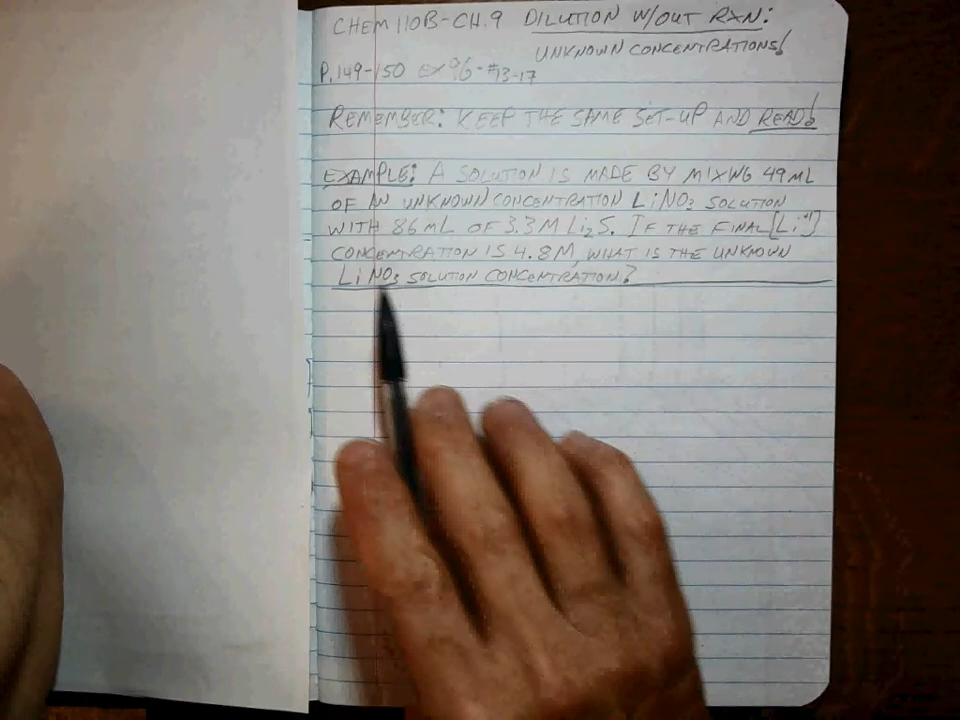 CHEM 110B-CH.9 DILUTION W/OUT RXN:
UNKNOWN CONCENTRATIONS!
P.149-150 EX 9G-#13-17
REMEMBER: KEEP THE SAME SET-UP AND READ!
EXAMPLE: A SOLUTION IS MADE BY MIXING 49 ML
OF AN UNKNOWN CONCENTRATION LiNO₃ SOLUTION
WITH 86 ML OF 3.3 M Li₂S. IF THE FINAL [Li⁺¹]
CONCENTRATION IS 4.8 M, WHAT IS THE UNKNOWN
LiNO₃ SOLUTION CONCENTRATION?